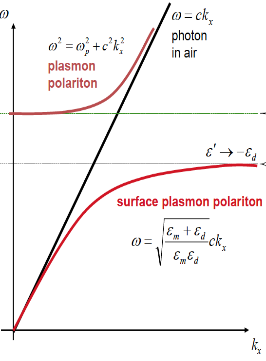 ω
ω = ck_x
photon
in air
ω² = ω_p² + c²k_x²
plasmon
polariton
ε′ → −ε_d
surface plasmon polariton
ω = √((ε_m + ε_d)/(ε_m ε_d)) ck_x
k_x